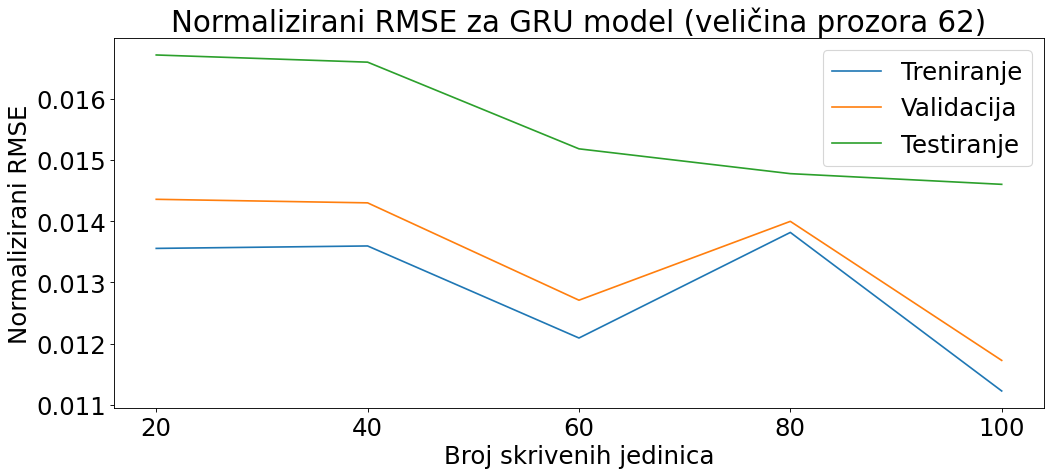 Normalizirani RMSE za GRU model (veličina prozora 62)
Treniranje
Validacija
Testiranje
Normalizirani RMSE
0.016
0.015
0.014
0.013
0.012
0.011
20 40 60 80 100
Broj skrivenih jedinica